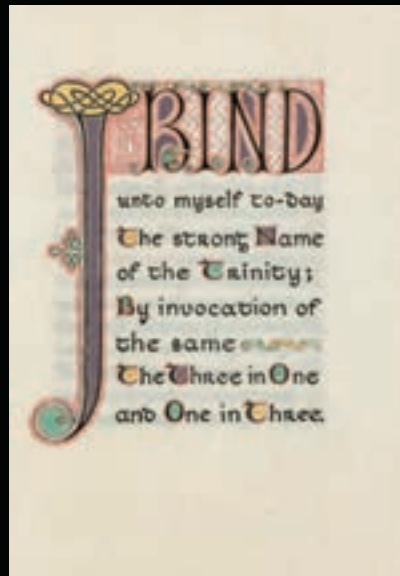 I BIND
unto myself to-day
The strong Name
of the Trinity;
By invocation of
the same
The Three in One
and One in Three.